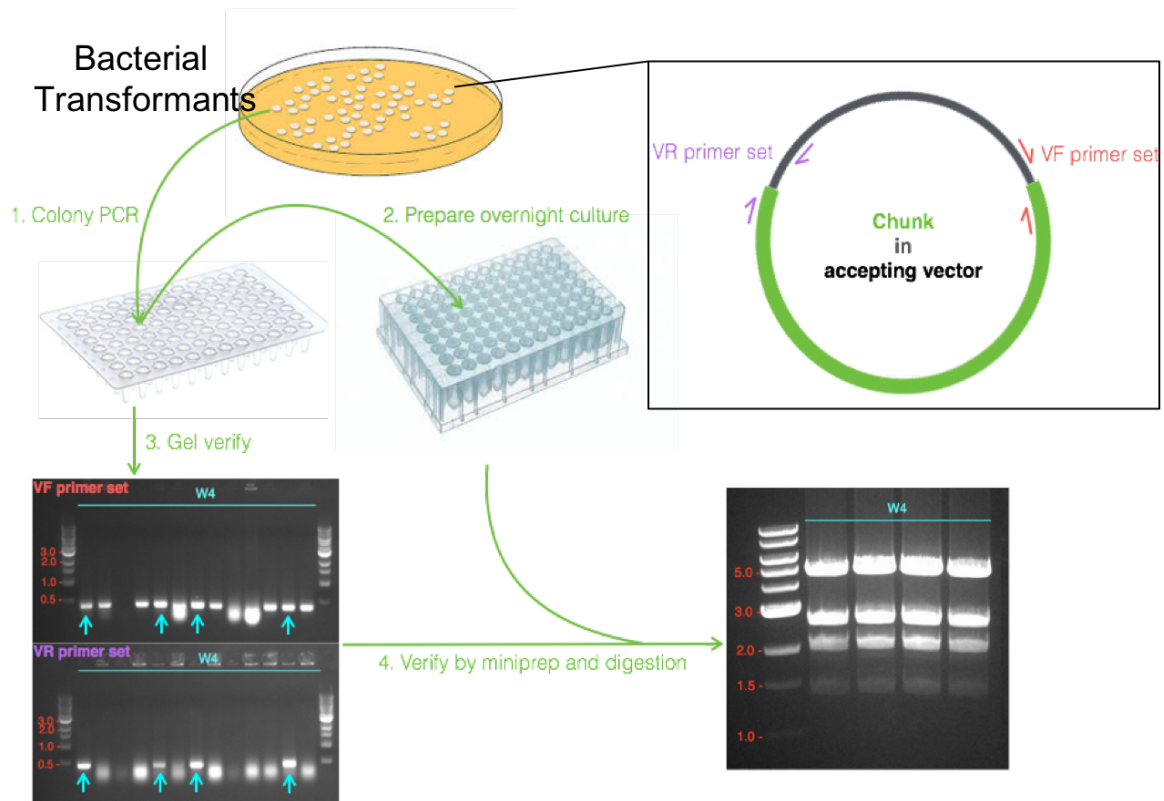 Bacterial
Transformants
1. Colony PCR
2. Prepare overnight culture
VR primer set
VF primer set
Chunk
in
accepting vector
3. Gel verify
VF primer set
W4
3.0 -
2.0 -
1.0 -
0.5 -
VR primer set
W4
3.0 -
2.0 -
1.0 -
0.5 -
4. Verify by miniprep and digestion
W4
5.0 -
3.0 -
2.0 -
1.5 -
1.0 -